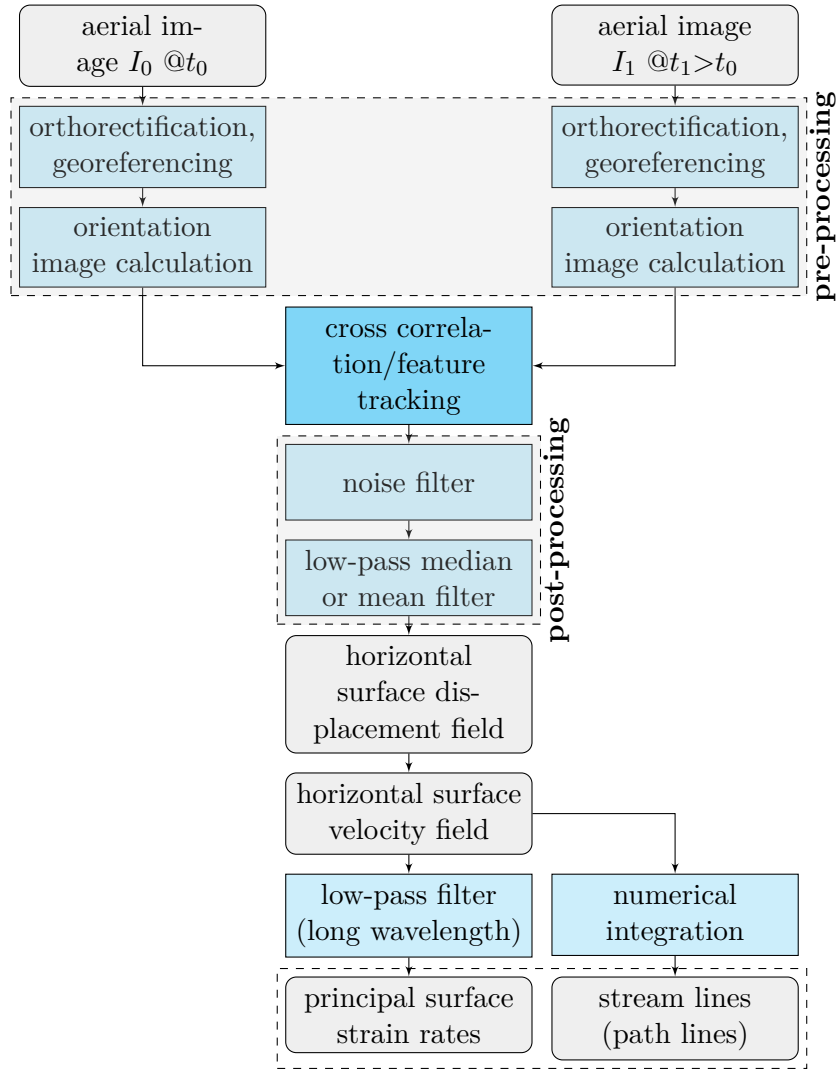 aerial im-
age I₀ @t₀
aerial image
I₁ @t₁>t₀
orthorectification,
georeferencing
orthorectification,
georeferencing
orientation
image calculation
orientation
image calculation
pre-processing
cross correla-
tion/feature
tracking
noise filter
low-pass median
or mean filter
post-processing
horizontal
surface dis-
placement field
horizontal surface
velocity field
low-pass filter
(long wavelength)
numerical
integration
principal surface
strain rates
stream lines
(path lines)